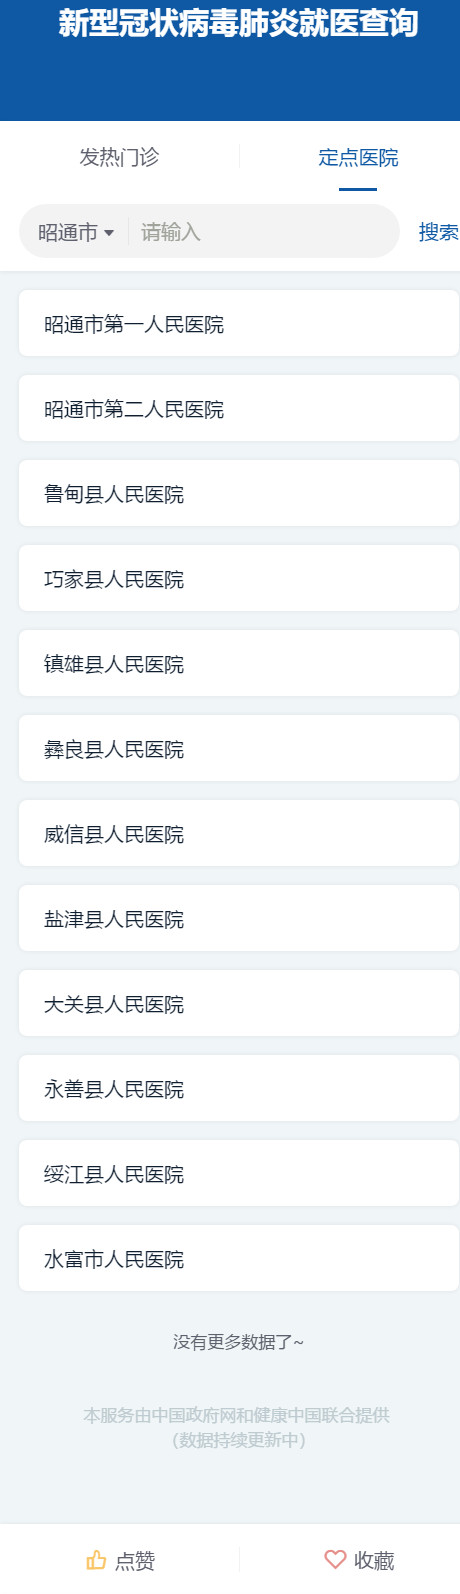 新型冠状病毒肺炎就医查询
发热门诊
定点医院
昭通市
请输入
搜索
昭通市第一人民医院
昭通市第二人民医院
鲁甸县人民医院
巧家县人民医院
镇雄县人民医院
彝良县人民医院
威信县人民医院
盐津县人民医院
大关县人民医院
永善县人民医院
绥江县人民医院
水富市人民医院
没有更多数据了~
本服务由中国政府网和健康中国联合提供
（数据持续更新中）
点赞
收藏